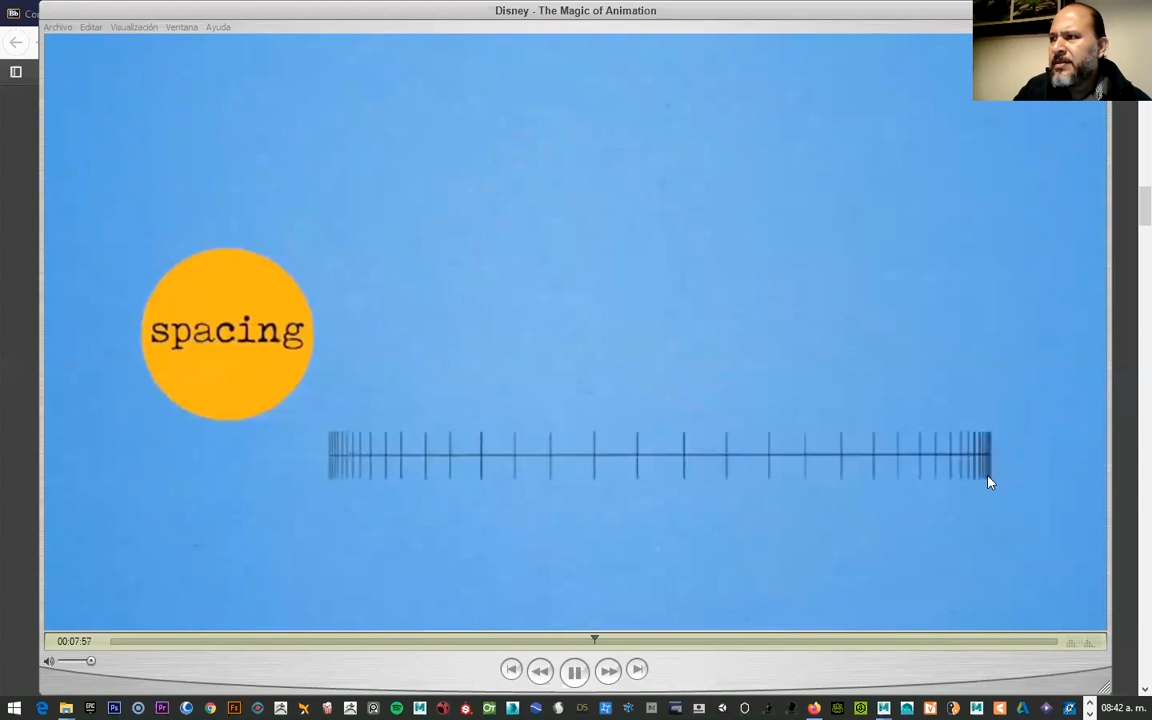 Disney - The Magic of Animation
Archivo Editar Visualización Ventana Ayuda
spacing
00:07:57
08:42 a. m.